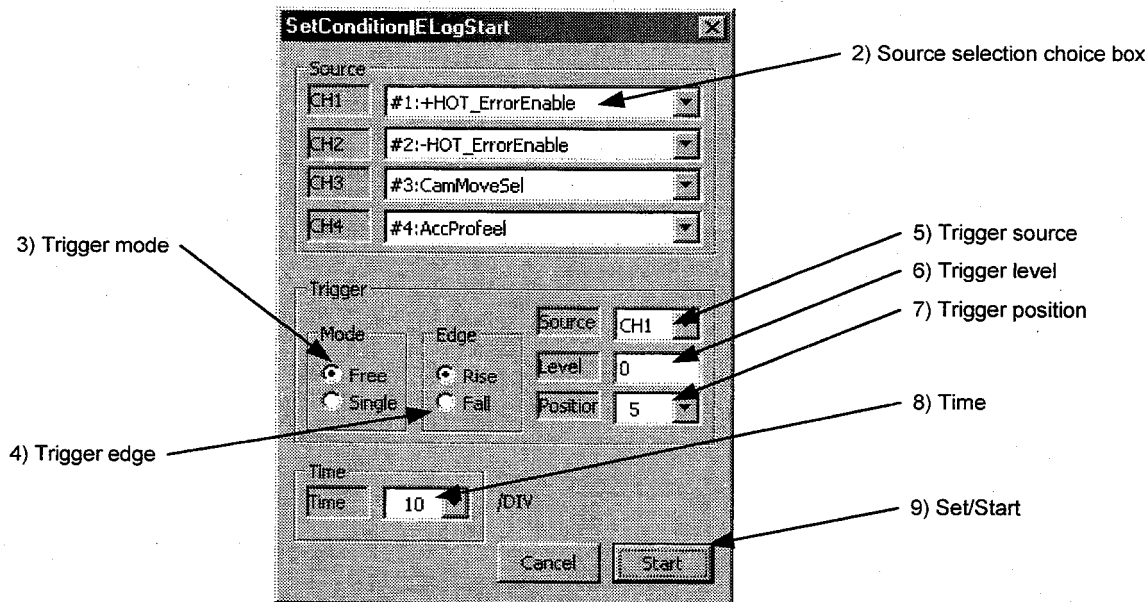 SetCondition|ELogStart
2) Source selection choice box
Source
CH1 #1:+HOT_ErrorEnable
CH2 #2:-HOT_ErrorEnable
CH3 #3:CamMoveSel
CH4 #4:AccProfeel
3) Trigger mode
5) Trigger source
6) Trigger level
7) Trigger position
Trigger
Mode
Free
Single
Edge
Rise
Fall
Source CH1
Level 0
Position 5
8) Time
4) Trigger edge
Time
Time 10 /DIV
9) Set/Start
Cancel Start